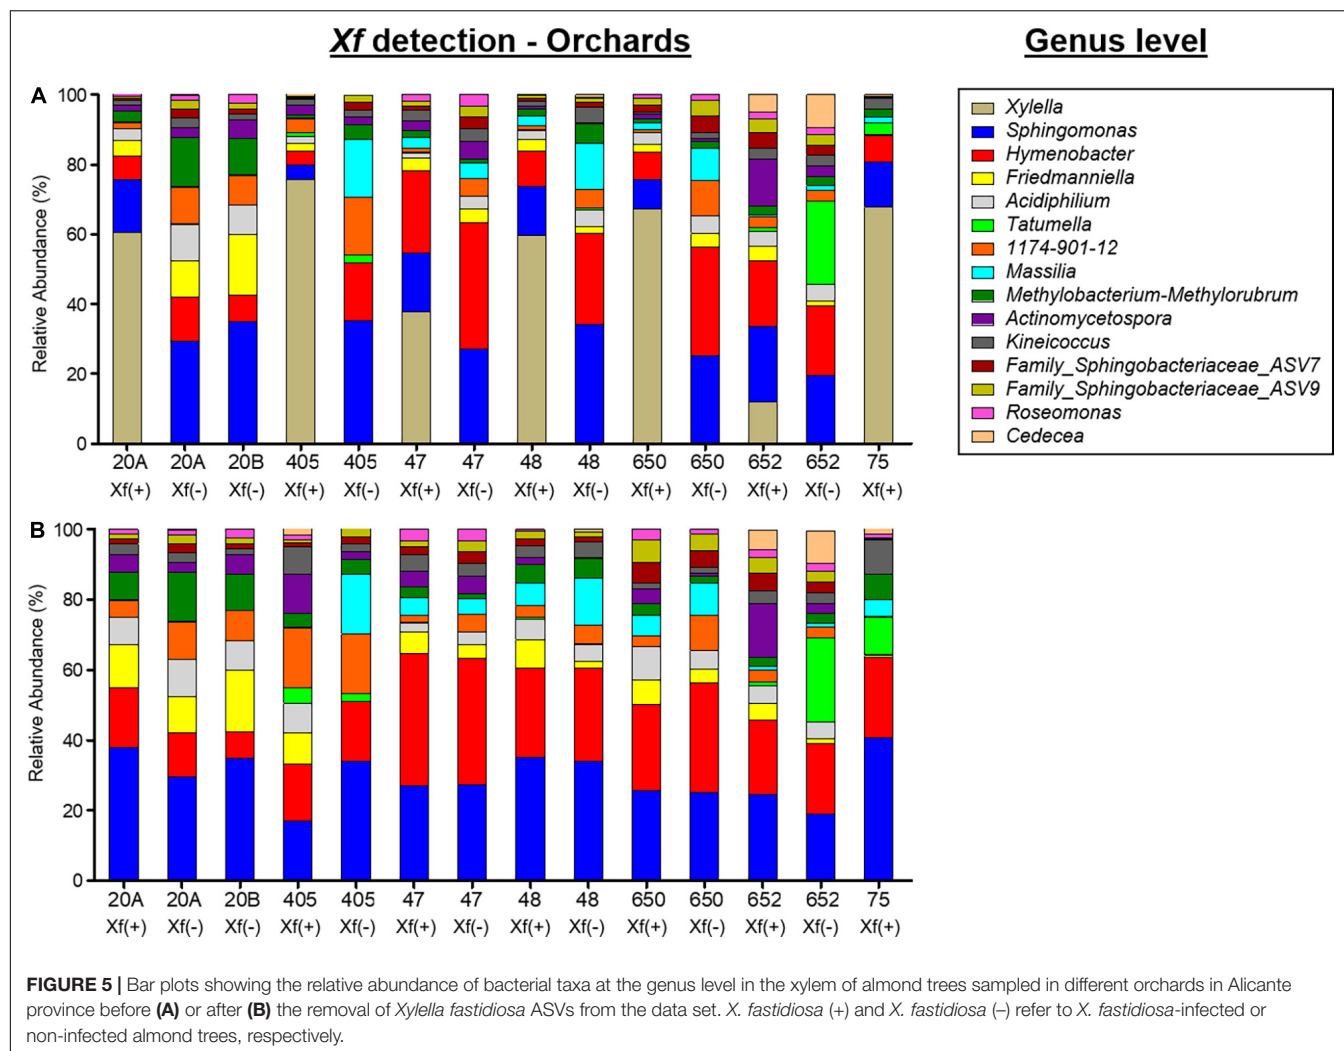 Xf detection - Orchards
Genus level
A
Relative Abundance (%)
100
80
60
40
20
0
20A 20A 20B 405 405 47 47 48 48 650 650 652 652 75
Xf(+) Xf(-) Xf(-) Xf(+) Xf(-) Xf(+) Xf(-) Xf(+) Xf(-) Xf(+) Xf(-) Xf(+) Xf(-) Xf(+)
Xylella
Sphingomonas
Hymenobacter
Friedmanniella
Acidiphilium
Tatumella
1174-901-12
Massilia
Methylobacterium-Methylorubrum
Actinomycetospora
Kineicoccus
Family_Sphingobacteriaceae_ASV7
Family_Sphingobacteriaceae_ASV9
Roseomonas
Cedecea
B
Relative Abundance (%)
100
80
60
40
20
0
20A 20A 20B 405 405 47 47 48 48 650 650 652 652 75
Xf(+) Xf(-) Xf(-) Xf(+) Xf(-) Xf(+) Xf(-) Xf(+) Xf(-) Xf(+) Xf(-) Xf(+) Xf(-) Xf(+)
FIGURE 5 | Bar plots showing the relative abundance of bacterial taxa at the genus level in the xylem of almond trees sampled in different orchards in Alicante
province before (A) or after (B) the removal of Xylella fastidiosa ASVs from the data set. X. fastidiosa (+) and X. fastidiosa (–) refer to X. fastidiosa-infected or
non-infected almond trees, respectively.